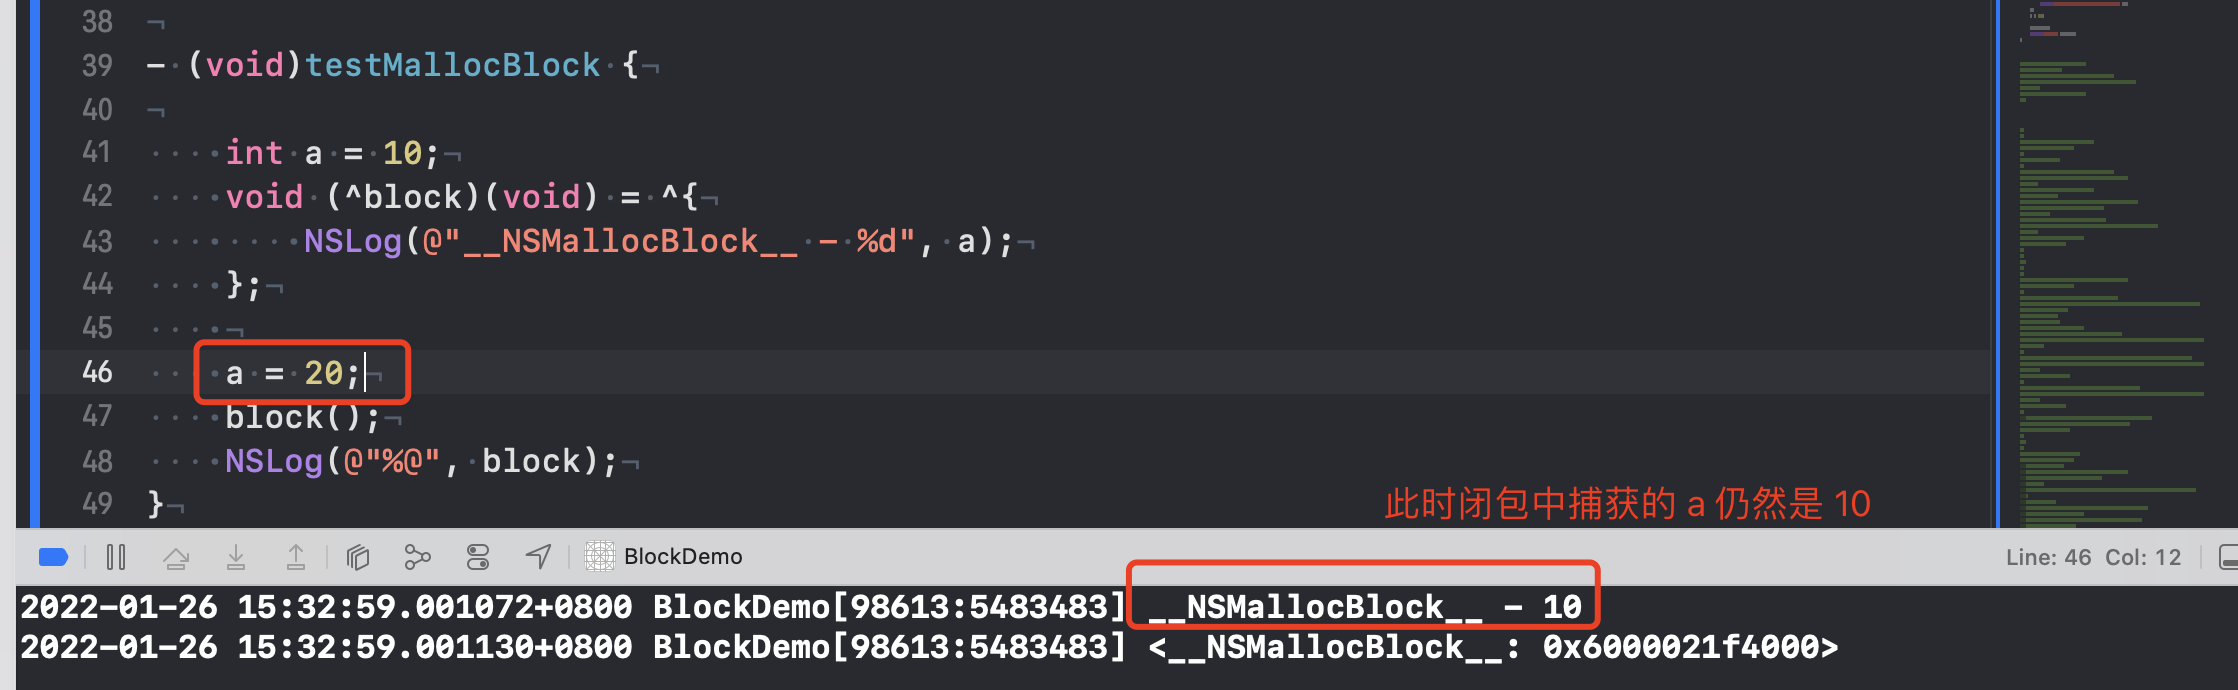 38
39 - (void)testMallocBlock {
40
41 int a = 10;
42 void (^block)(void) = ^{
43 NSLog(@"__NSMallocBlock__ - %d", a);
44 };
45
46 a = 20;
47 block();
48 NSLog(@"%@", block);
49 }
此时闭包中捕获的 a 仍然是 10
BlockDemo
Line: 46 Col: 12
2022-01-26 15:32:59.001072+0800 BlockDemo[98613:5483483] __NSMallocBlock__ - 10
2022-01-26 15:32:59.001130+0800 BlockDemo[98613:5483483] <__NSMallocBlock__: 0x6000021f4000>